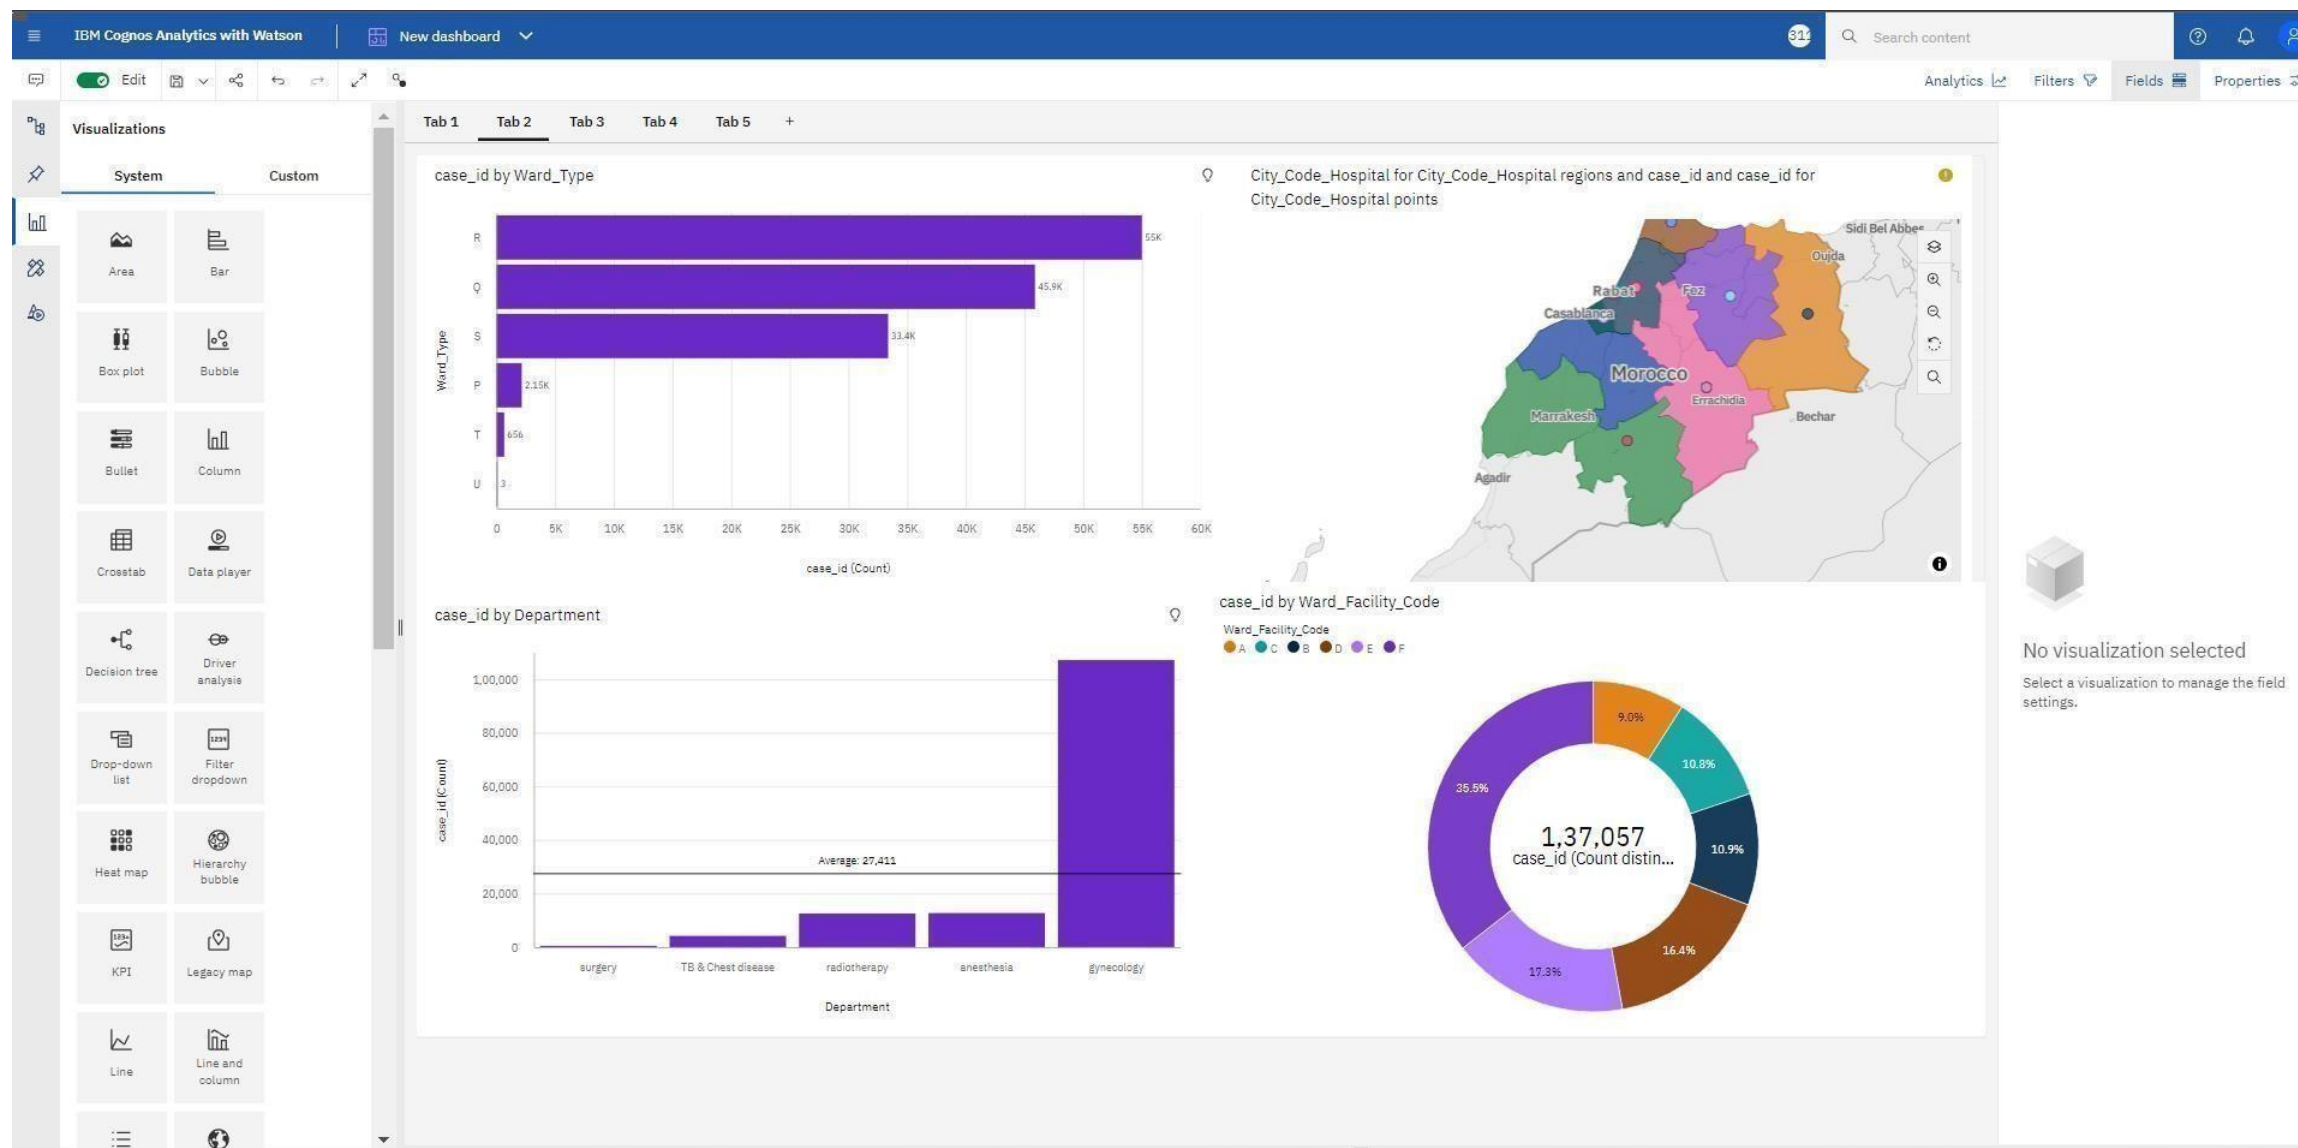 IBM Cognos Analytics with Watson
New dashboard
311
Search content
Edit
Analytics
Filters
Fields
Properties
Visualizations
System
Custom
Area
Bar
Box plot
Bubble
Bullet
Column
Crosstab
Data player
Decision tree
Driver
analysis
Drop-down
list
Filter
dropdown
Heat map
Hierarchy
bubble
KPI
Legacy map
Line
Line and
column
Tab 1
Tab 2
Tab 3
Tab 4
Tab 5
+
case_id by Ward_Type
Ward_Type
R
55K
Q
45.9K
S
33.4K
P
2.15K
T
656
U
3
0
5K
10K
15K
20K
25K
30K
35K
40K
45K
50K
55K
60K
case_id (Count)
City_Code_Hospital for City_Code_Hospital regions and case_id and case_id for
City_Code_Hospital points
Sidi Bel Abbes
Oujda
Rabat
Fez
Casablanca
Morocco
Errachidia
Marrakesh
Bechar
Agadir
case_id by Department
case_id (Count)
1,00,000
80,000
60,000
40,000
20,000
0
Average: 27,411
surgery
TB & Chest disease
radiotherapy
anesthesia
gynecology
Department
case_id by Ward_Facility_Code
Ward_Facility_Code
A
C
B
D
E
F
9.0%
10.8%
10.9%
16.4%
17.3%
35.5%
1,37,057
case_id (Count distin...
No visualization selected
Select a visualization to manage the field
settings.